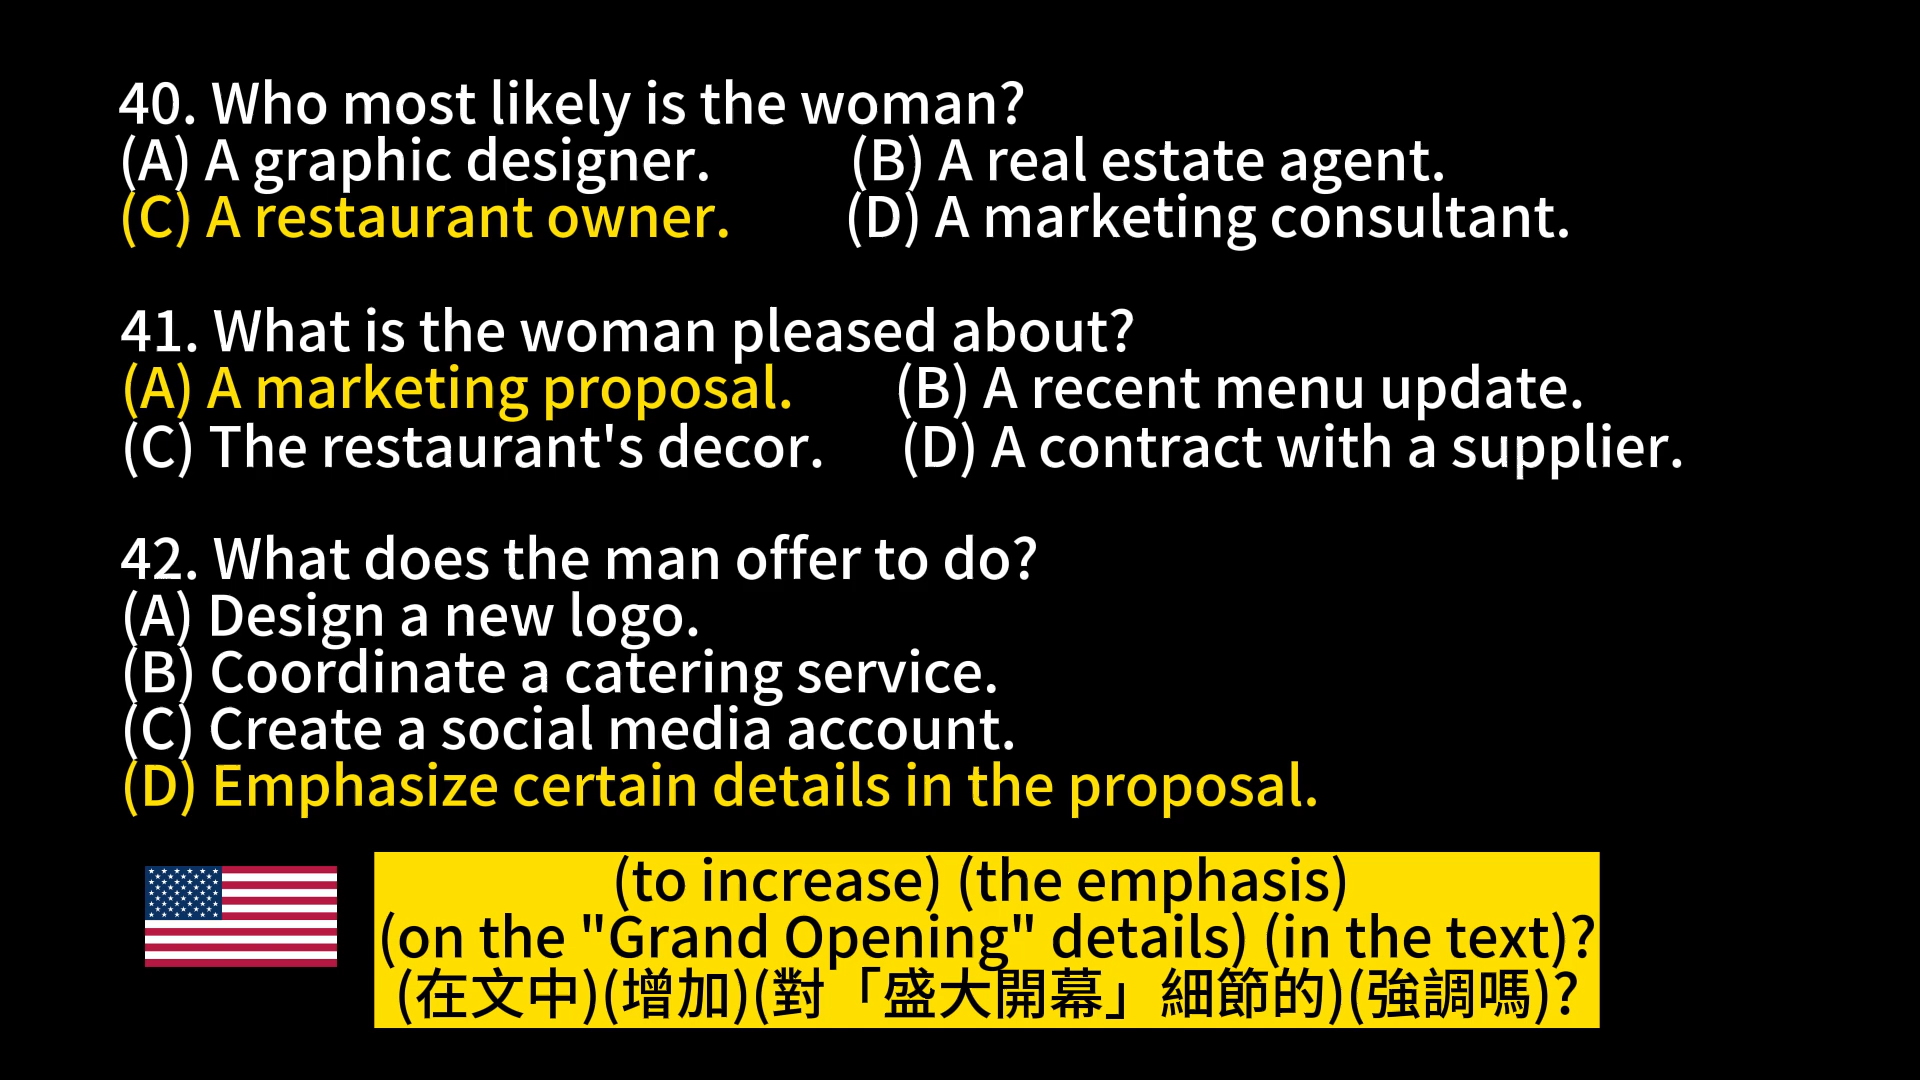 40. Who most likely is the woman?
(A) A graphic designer. (B) A real estate agent.
(C) A restaurant owner. (D) A marketing consultant.
41. What is the woman pleased about?
(A) A marketing proposal. (B) A recent menu update.
(C) The restaurant's decor. (D) A contract with a supplier.
42. What does the man offer to do?
(A) Design a new logo.
(B) Coordinate a catering service.
(C) Create a social media account.
(D) Emphasize certain details in the proposal.
(to increase) (the emphasis)
(on the "Grand Opening" details) (in the text)?
(在文中)(增加)(對「盛大開幕」細節的)(強調嗎)?